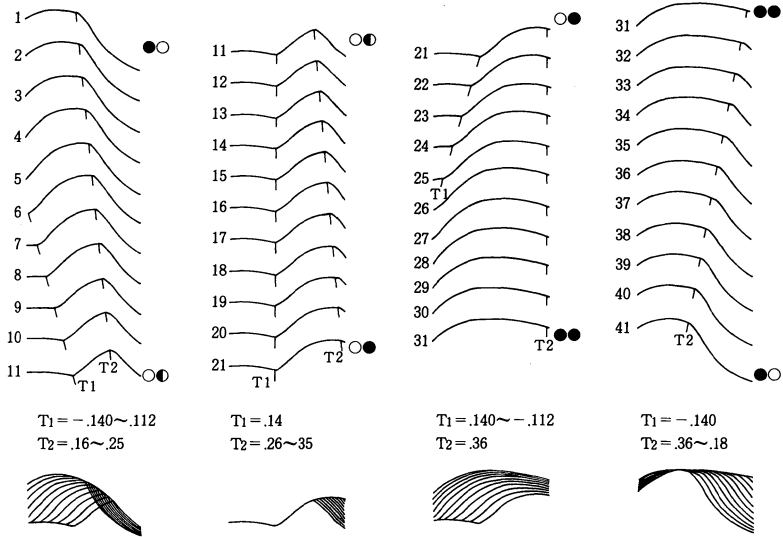 1
2
3
4
5
6
7
8
9
10
11
T1
T2
11
12
13
14
15
16
17
18
19
20
21
T1
T2
21
22
23
24
25
T1
26
27
28
29
30
31
T2
31
32
33
34
35
36
37
38
39
40
41
T2
T1=−.140∼.112
T2=.16∼.25
T1=.14
T2=.26∼35
T1=.140∼−.112
T2=.36
T1=−.140
T2=.36∼.18